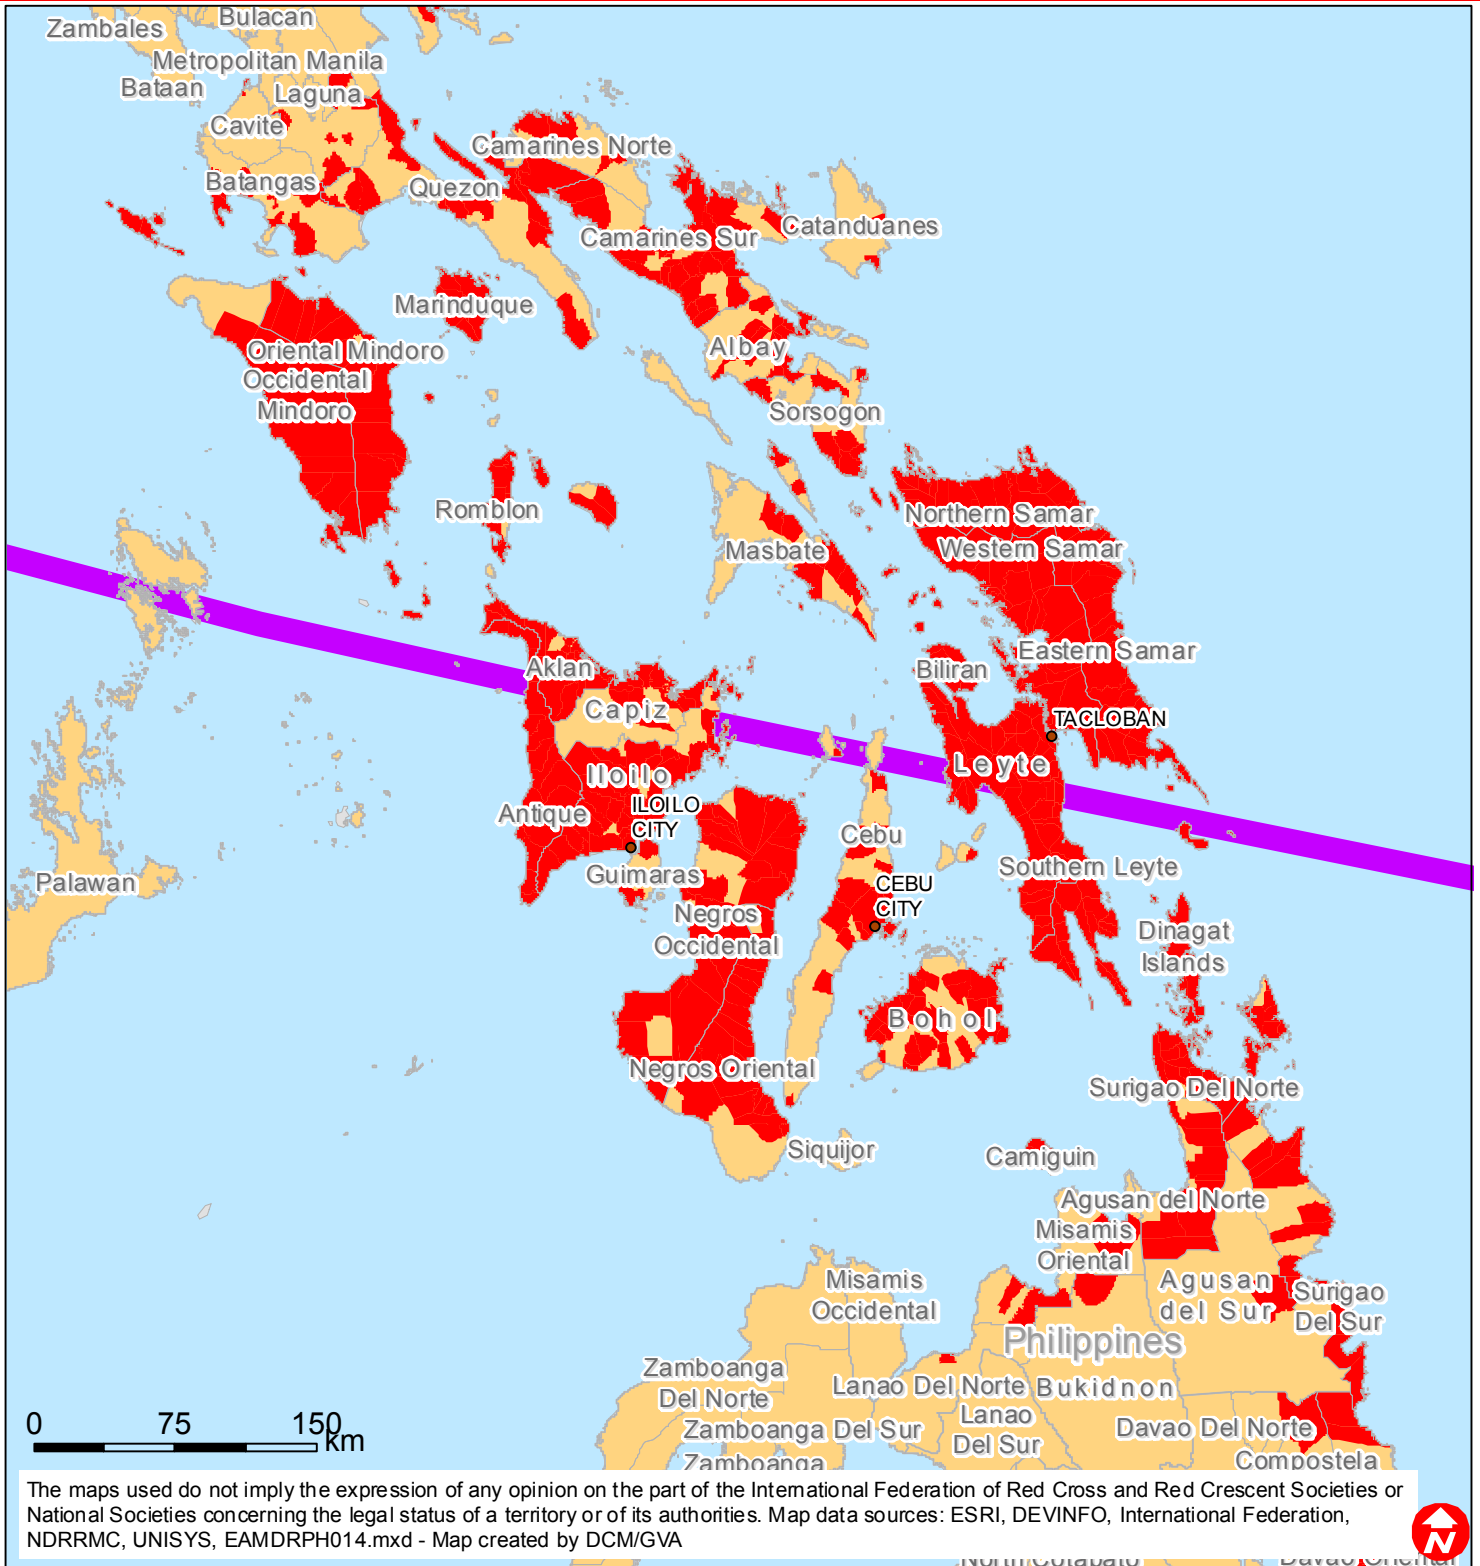 Bulacan
Zambales
Metropolitan Manila
Bataan
Laguna
Cavite
Camarines Norte
Batangas
Quezon
Catanduanes
Camarines Sur
Marinduque
Albay
Oriental Mindoro
Occidental
Mindoro
Sorsogon
Romblon
Northern Samar
Masbate
Western Samar
Eastern Samar
Aklan
Biliran
Capiz
TACLOBAN
Leyte
Iloilo
ILOILO
CITY
Antique
Cebu
Guimaras
Southern Leyte
Palawan
CEBU
CITY
Negros
Occidental
Dinagat
Islands
Bohol
Negros Oriental
Surigao Del Norte
Siquijor
Camiguin
Agusan del Norte
Misamis
Oriental
Misamis
Occidental
Agusan
del Sur
Surigao
Del Sur
Philippines
Zamboanga
Del Norte
Lanao Del Norte
Bukidnon
Lanao
Del Sur
Zamboanga Del Sur
Davao Del Norte
Zamboanga
Compostela
0 75 150
km
The maps used do not imply the expression of any opinion on the part of the International Federation of Red Cross and Red Crescent Societies or
National Societies concerning the legal status of a territory or of its authorities. Map data sources: ESRI, DEVINFO, International Federation,
NDRRMC, UNISYS, EAMDRPH014.mxd - Map created by DCM/GVA
N
North Cotabato
Davao Oriental